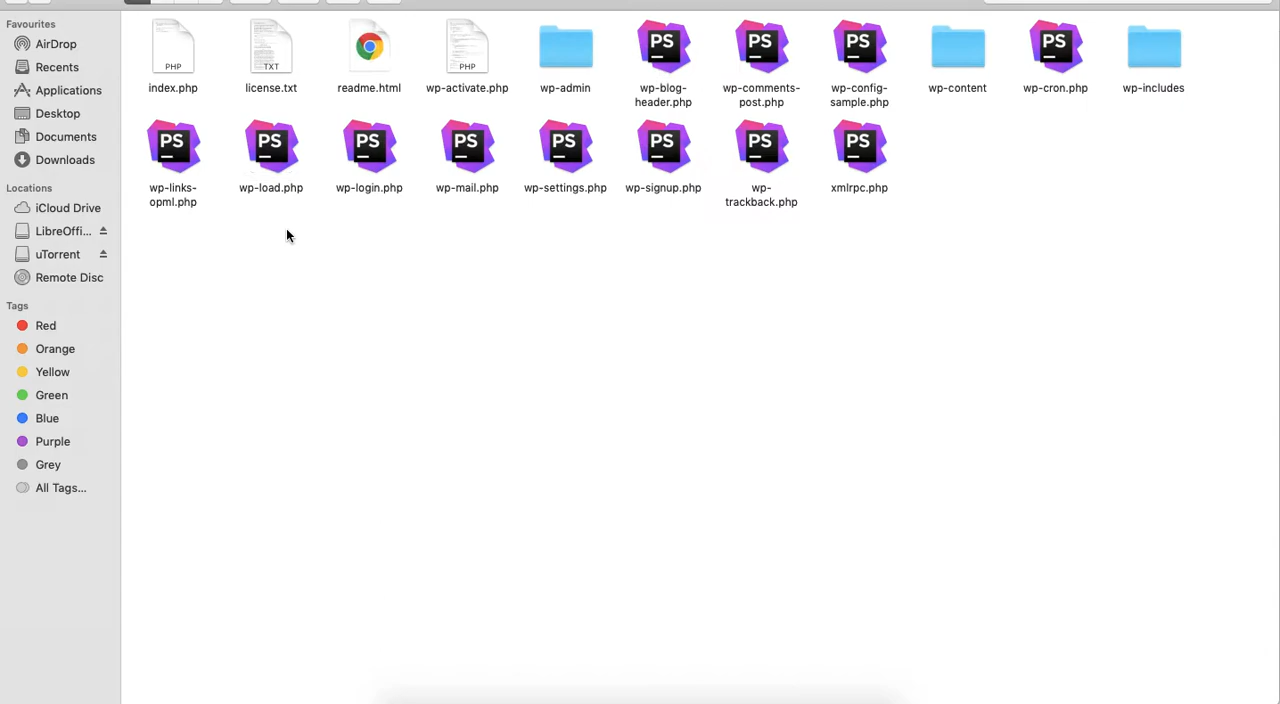 Favourites
AirDrop
Recents
Applications
Desktop
Documents
Downloads
Locations
iCloud Drive
LibreOffi...
uTorrent
Remote Disc
Tags
Red
Orange
Yellow
Green
Blue
Purple
Grey
All Tags...
PHP
TXT
PHP
PS
PS
PS
PS
index.php
license.txt
readme.html
wp-activate.php
wp-admin
wp-blog-
header.php
wp-comments-
post.php
wp-config-
sample.php
wp-content
wp-cron.php
wp-includes
PS
PS
PS
PS
PS
PS
PS
PS
wp-links-
opml.php
wp-load.php
wp-login.php
wp-mail.php
wp-settings.php
wp-signup.php
wp-
trackback.php
xmlrpc.php